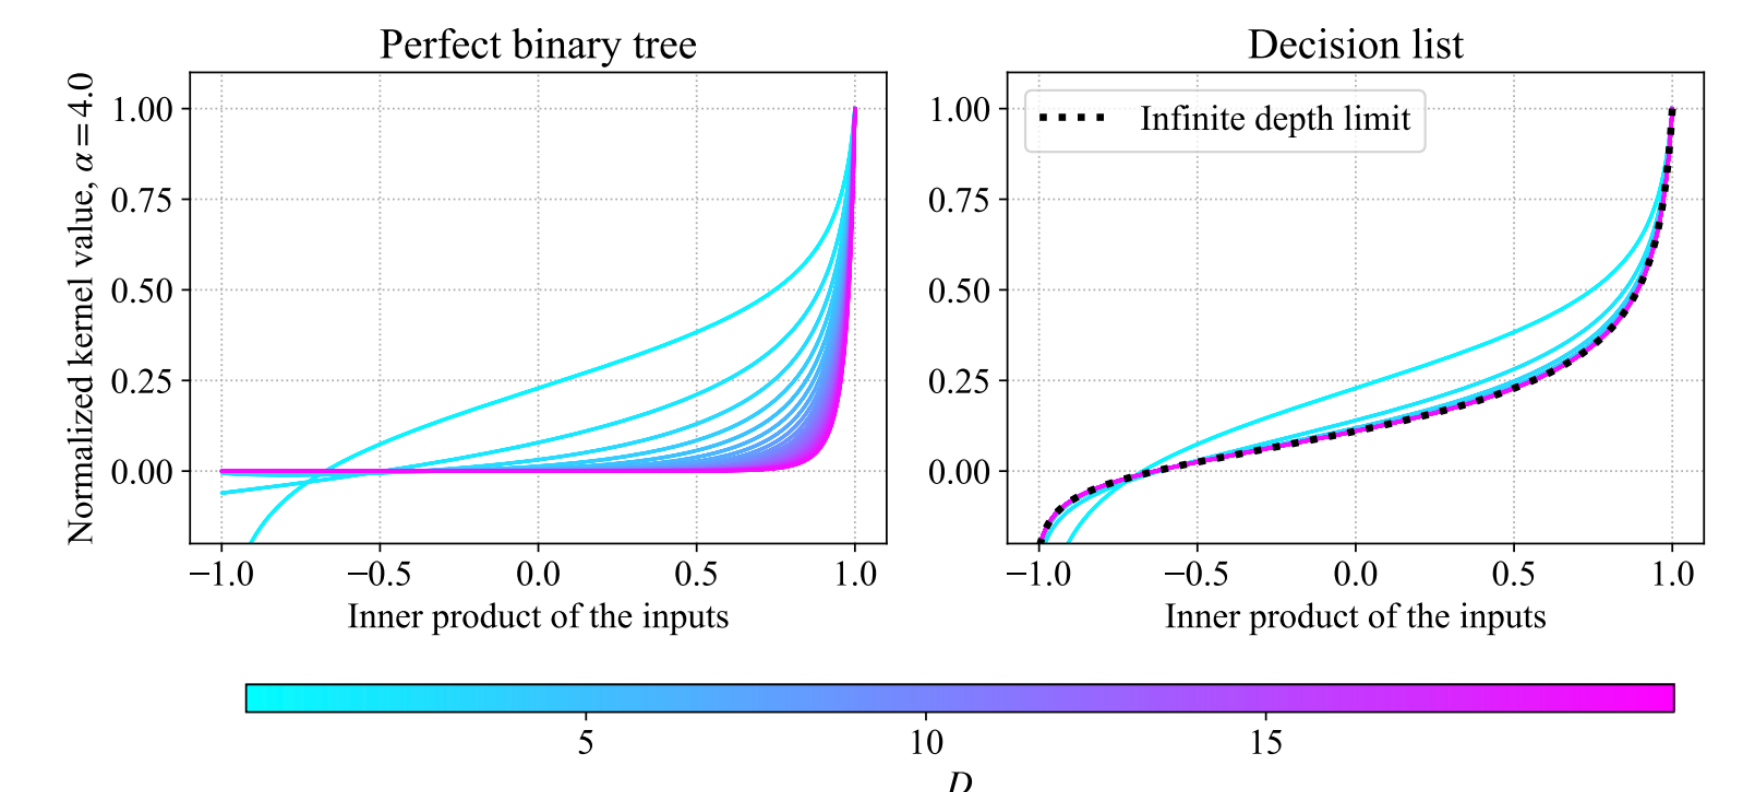 Perfect binary tree
Decision list
Normalized kernel value, α = 4.0
1.00
0.75
0.50
0.25
0.00
−1.0 −0.5 0.0 0.5 1.0
Inner product of the inputs
Infinite depth limit
1.00
0.75
0.50
0.25
0.00
−1.0 −0.5 0.0 0.5 1.0
Inner product of the inputs
5 10 15
D